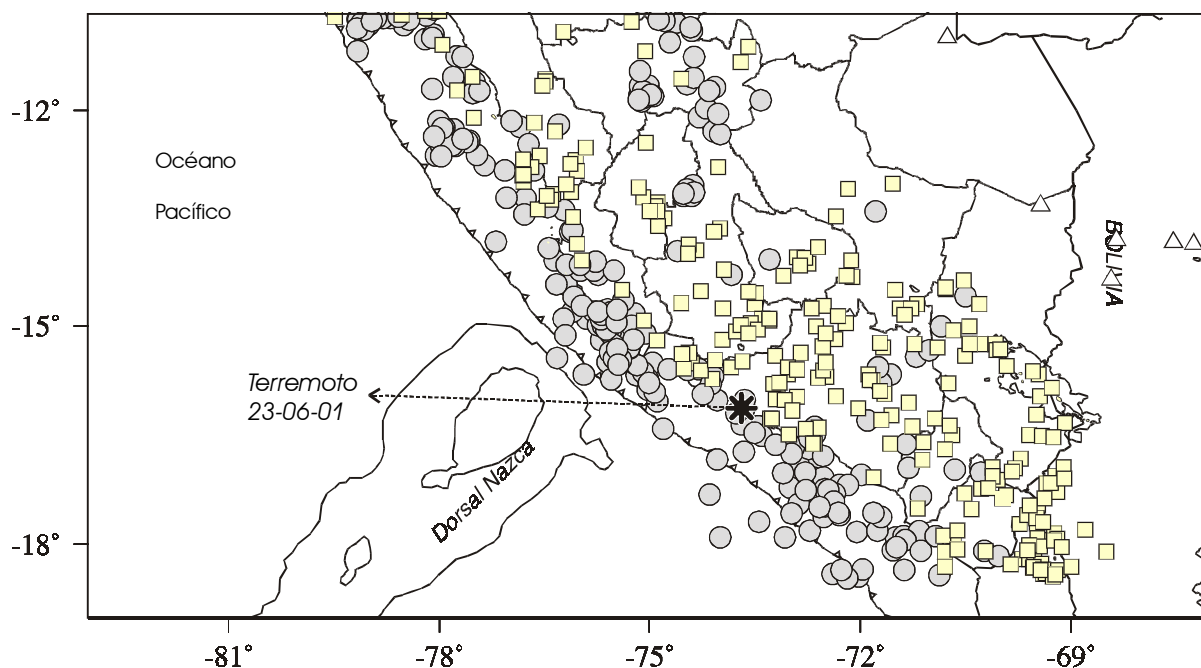 -12°
Océano
Pacífico
BOLIVIA
-15°
Terremoto
23-06-01
Dorsal Nazca
-18°
-81°
-78°
-75°
-72°
-69°